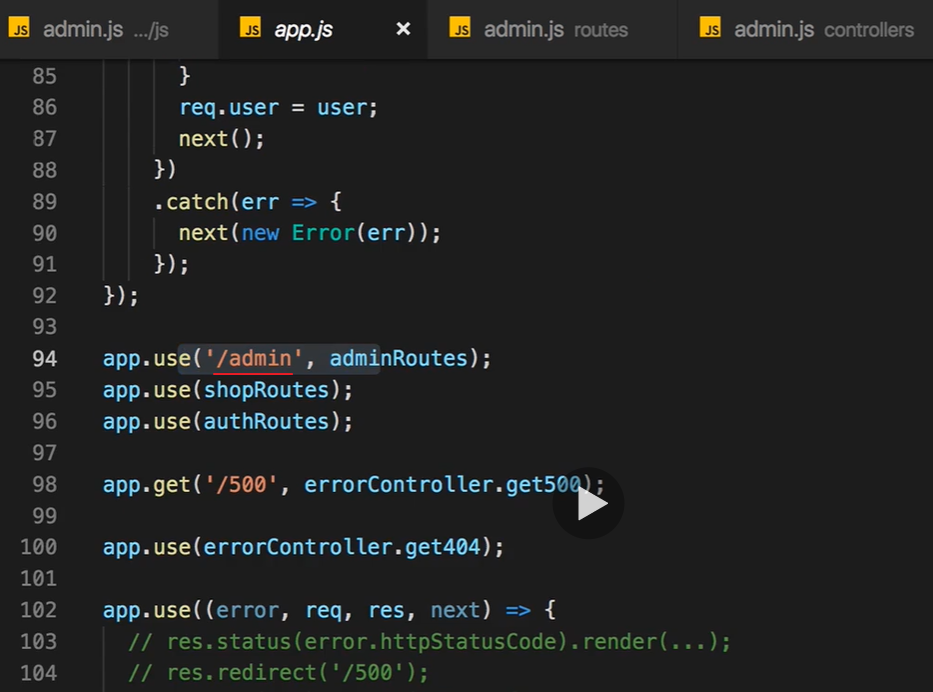 JS admin.js .../js JS app.js × JS admin.js routes JS admin.js controllers
85 }
86 req.user = user;
87 next();
88 })
89 .catch(err => {
90 next(new Error(err));
91 });
92 });
93
94 app.use('/admin', adminRoutes);
95 app.use(shopRoutes);
96 app.use(authRoutes);
97
98 app.get('/500', errorController.get500);
99
100 app.use(errorController.get404);
101
102 app.use((error, req, res, next) => {
103 // res.status(error.httpStatusCode).render(...);
104 // res.redirect('/500');